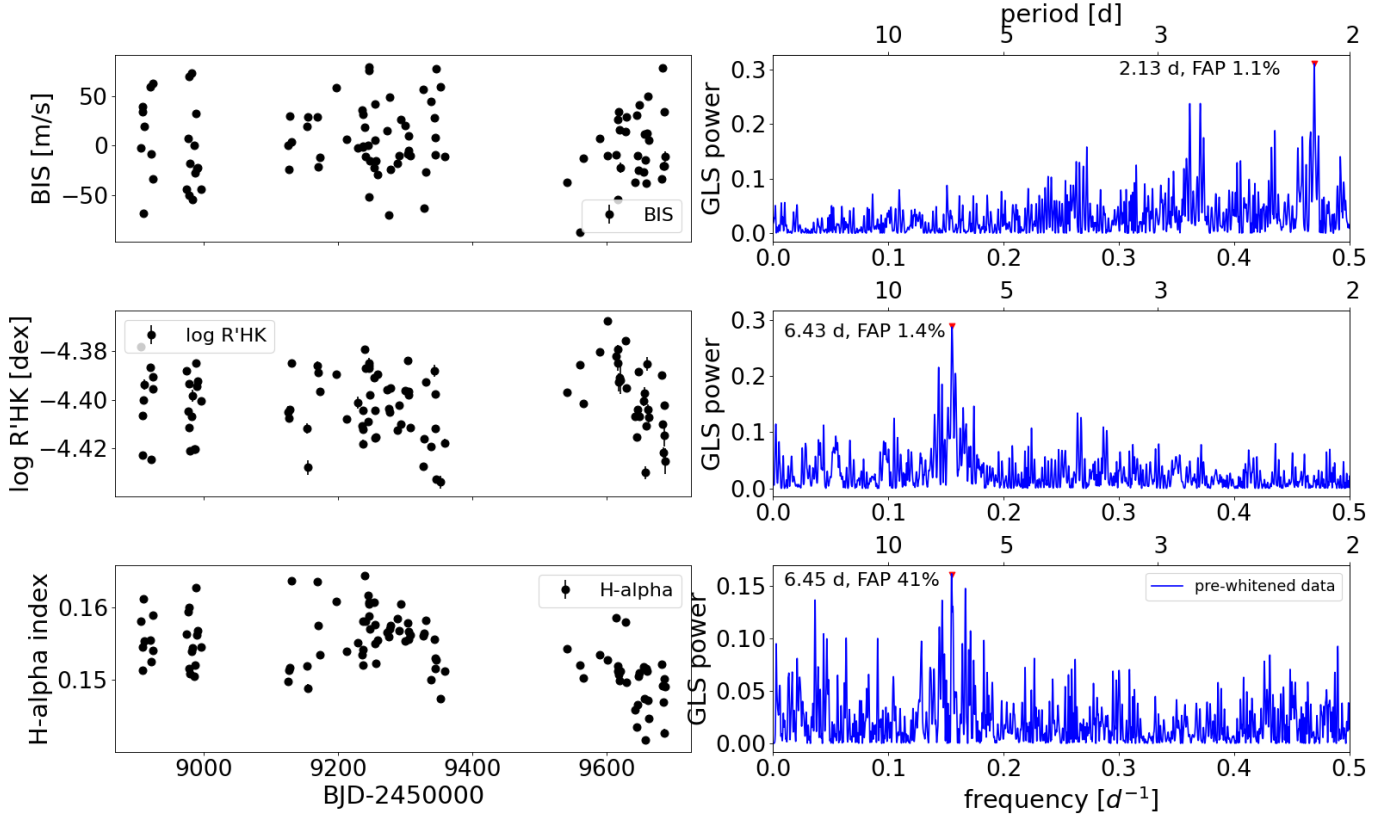 period [d]
10 5 3 2
BIS [m/s]
50
0
−50
BIS
GLS power
0.3
0.2
0.1
0.0
2.13 d, FAP 1.1%
0.0 0.1 0.2 0.3 0.4 0.5
10 5 3 2
log R'HK [dex]
−4.38
−4.40
−4.42
log R'HK
GLS power
0.3
0.2
0.1
0.0
6.43 d, FAP 1.4%
0.0 0.1 0.2 0.3 0.4 0.5
10 5 3 2
H-alpha index
0.16
0.15
H-alpha
9000 9200 9400 9600
BJD-2450000
GLS power
0.15
0.10
0.05
0.00
6.45 d, FAP 41%
pre-whitened data
0.0 0.1 0.2 0.3 0.4 0.5
frequency [d⁻¹]